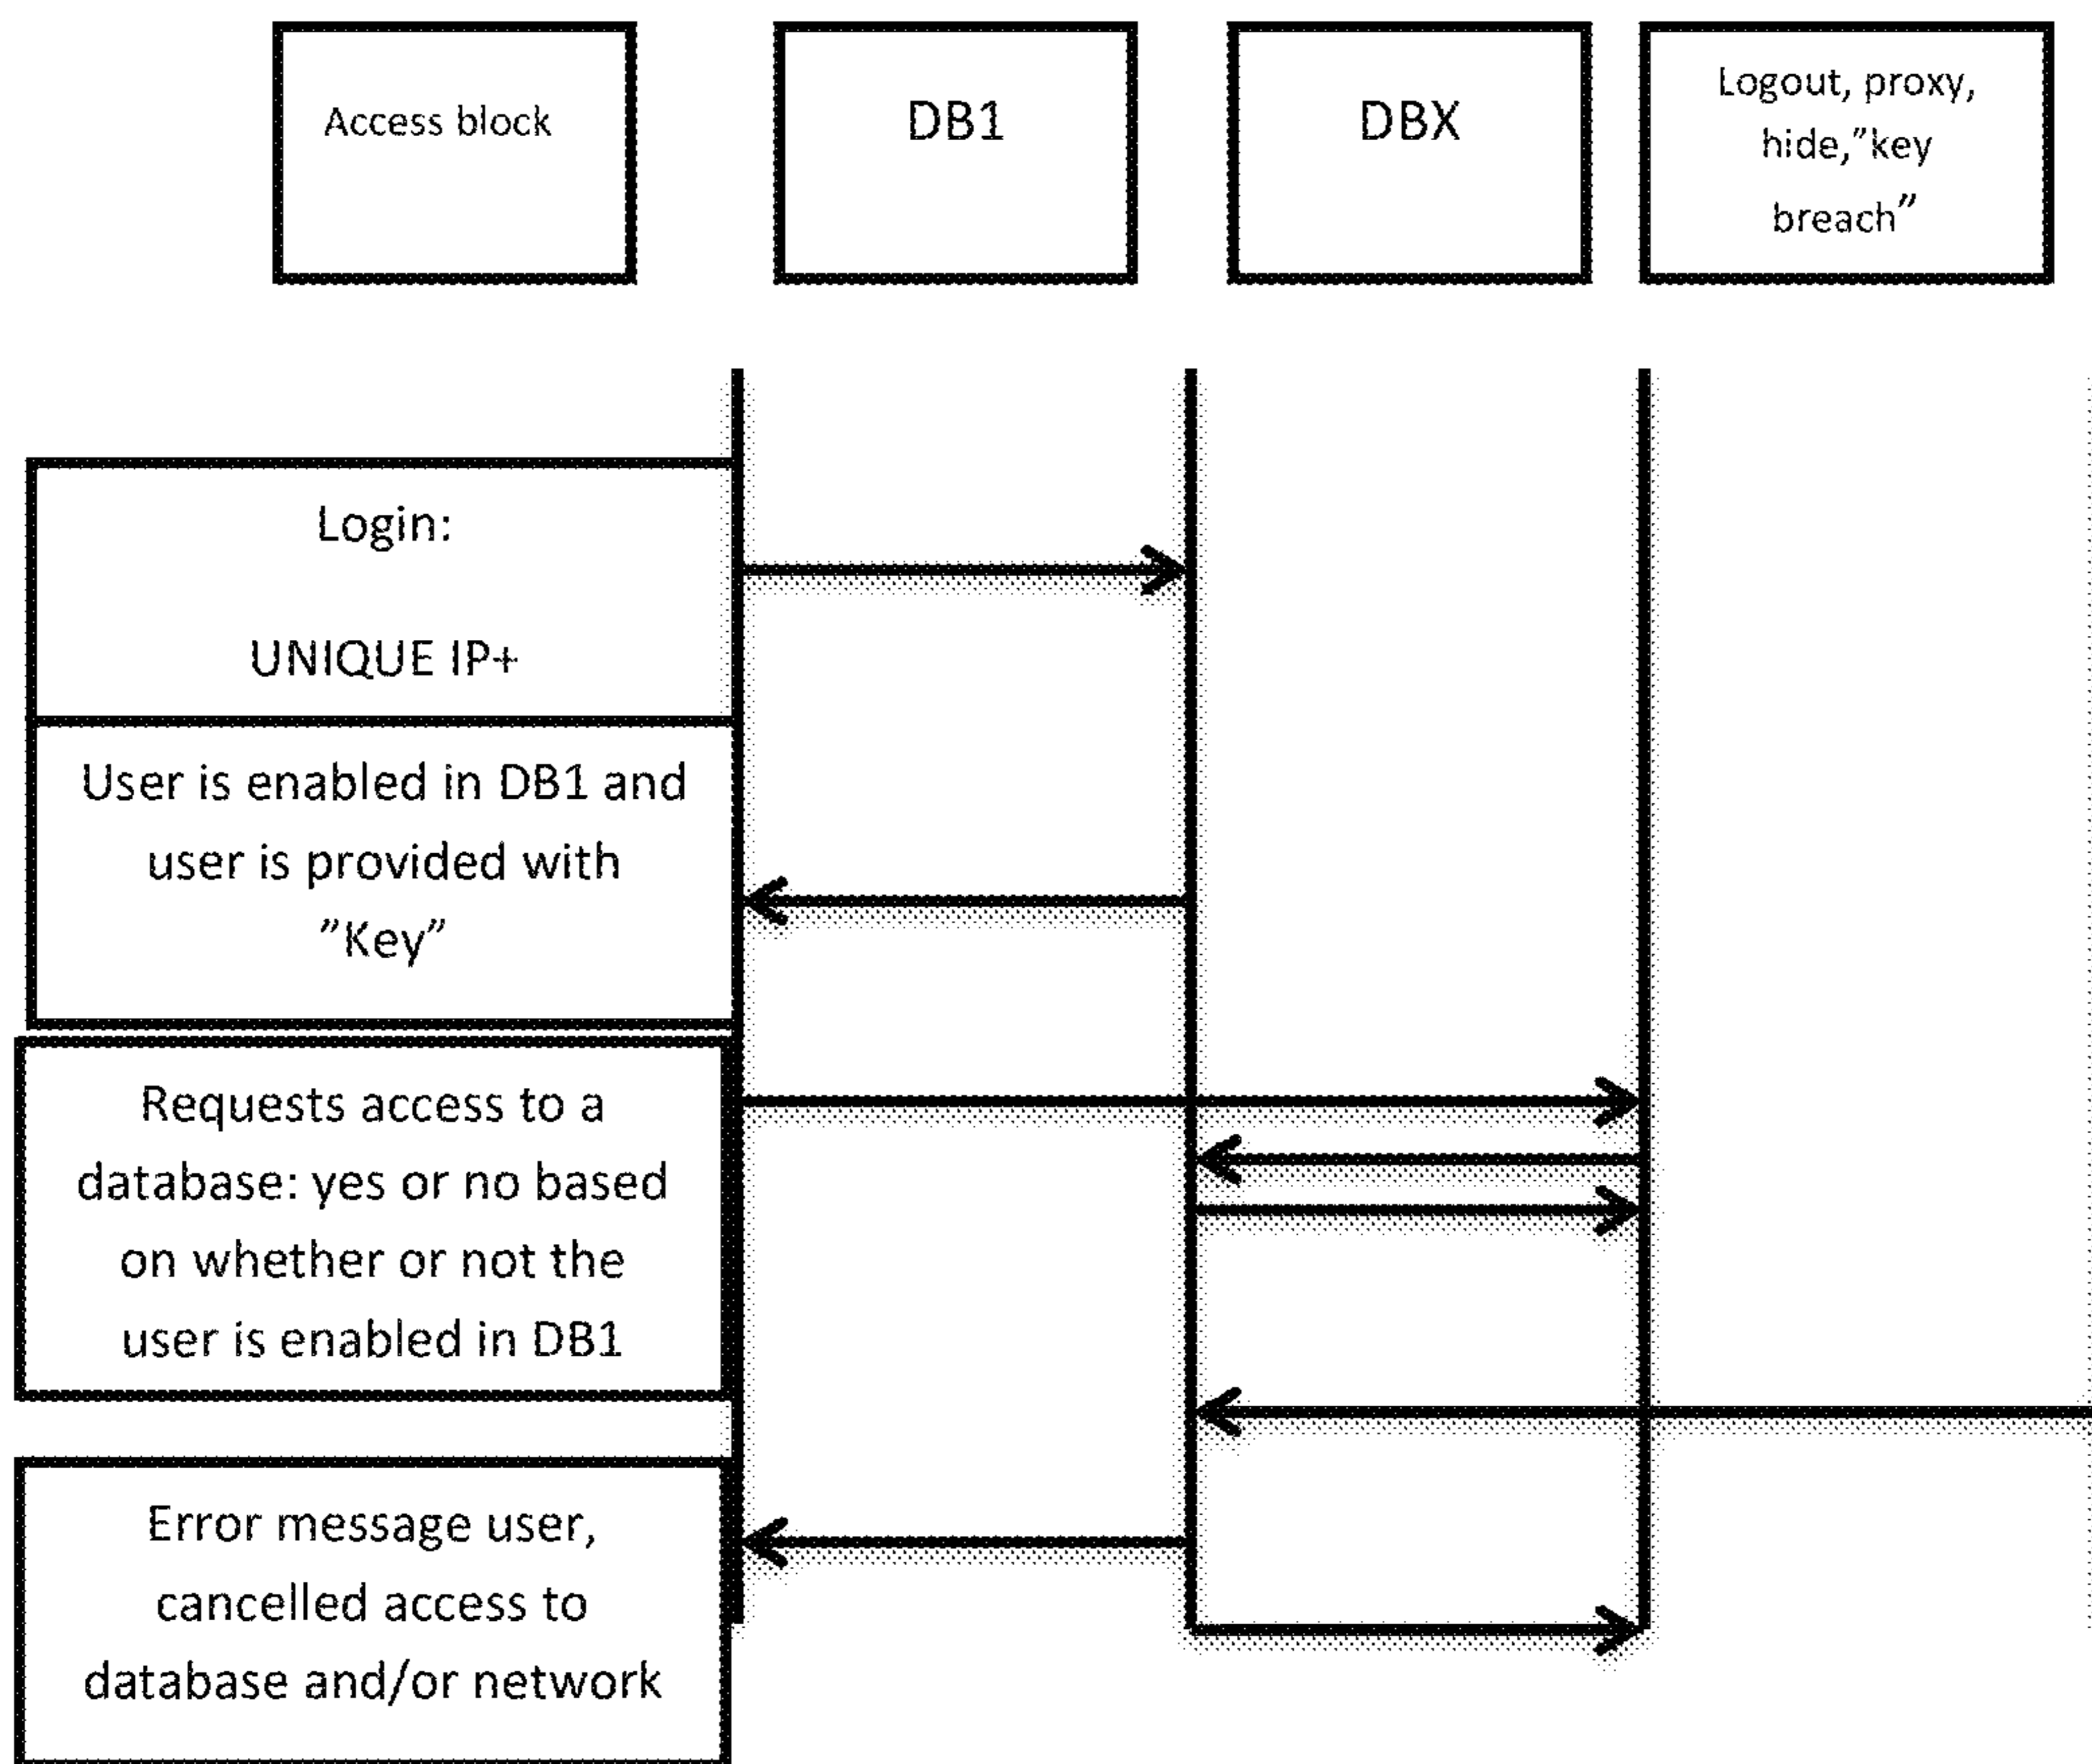 Access block
DB1
DBX
Logout, proxy,
hide,”key
breach”
Login:
UNIQUE IP+
User is enabled in DB1 and
user is provided with
”Key”
Requests access to a
database: yes or no based
on whether or not the
user is enabled in DB1
Error message user,
cancelled access to
database and/or network